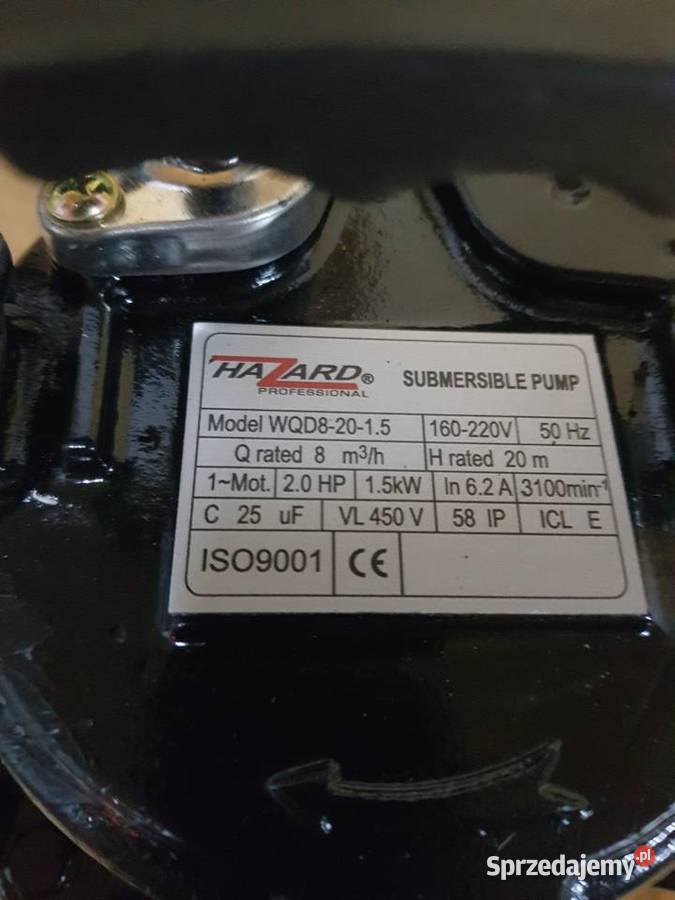 HAZARD® SUBMERSIBLE PUMP
PROFESSIONAL
Model WQD8-20-1.5 160-220V 50 Hz
Q rated 8 m³/h H rated 20 m
1~Mot. 2.0 HP 1.5kW In 6.2 A 3100min⁻¹
C 25 uF VL 450 V 58 IP ICL E
ISO9001 CE
Sprzedajemy.pl